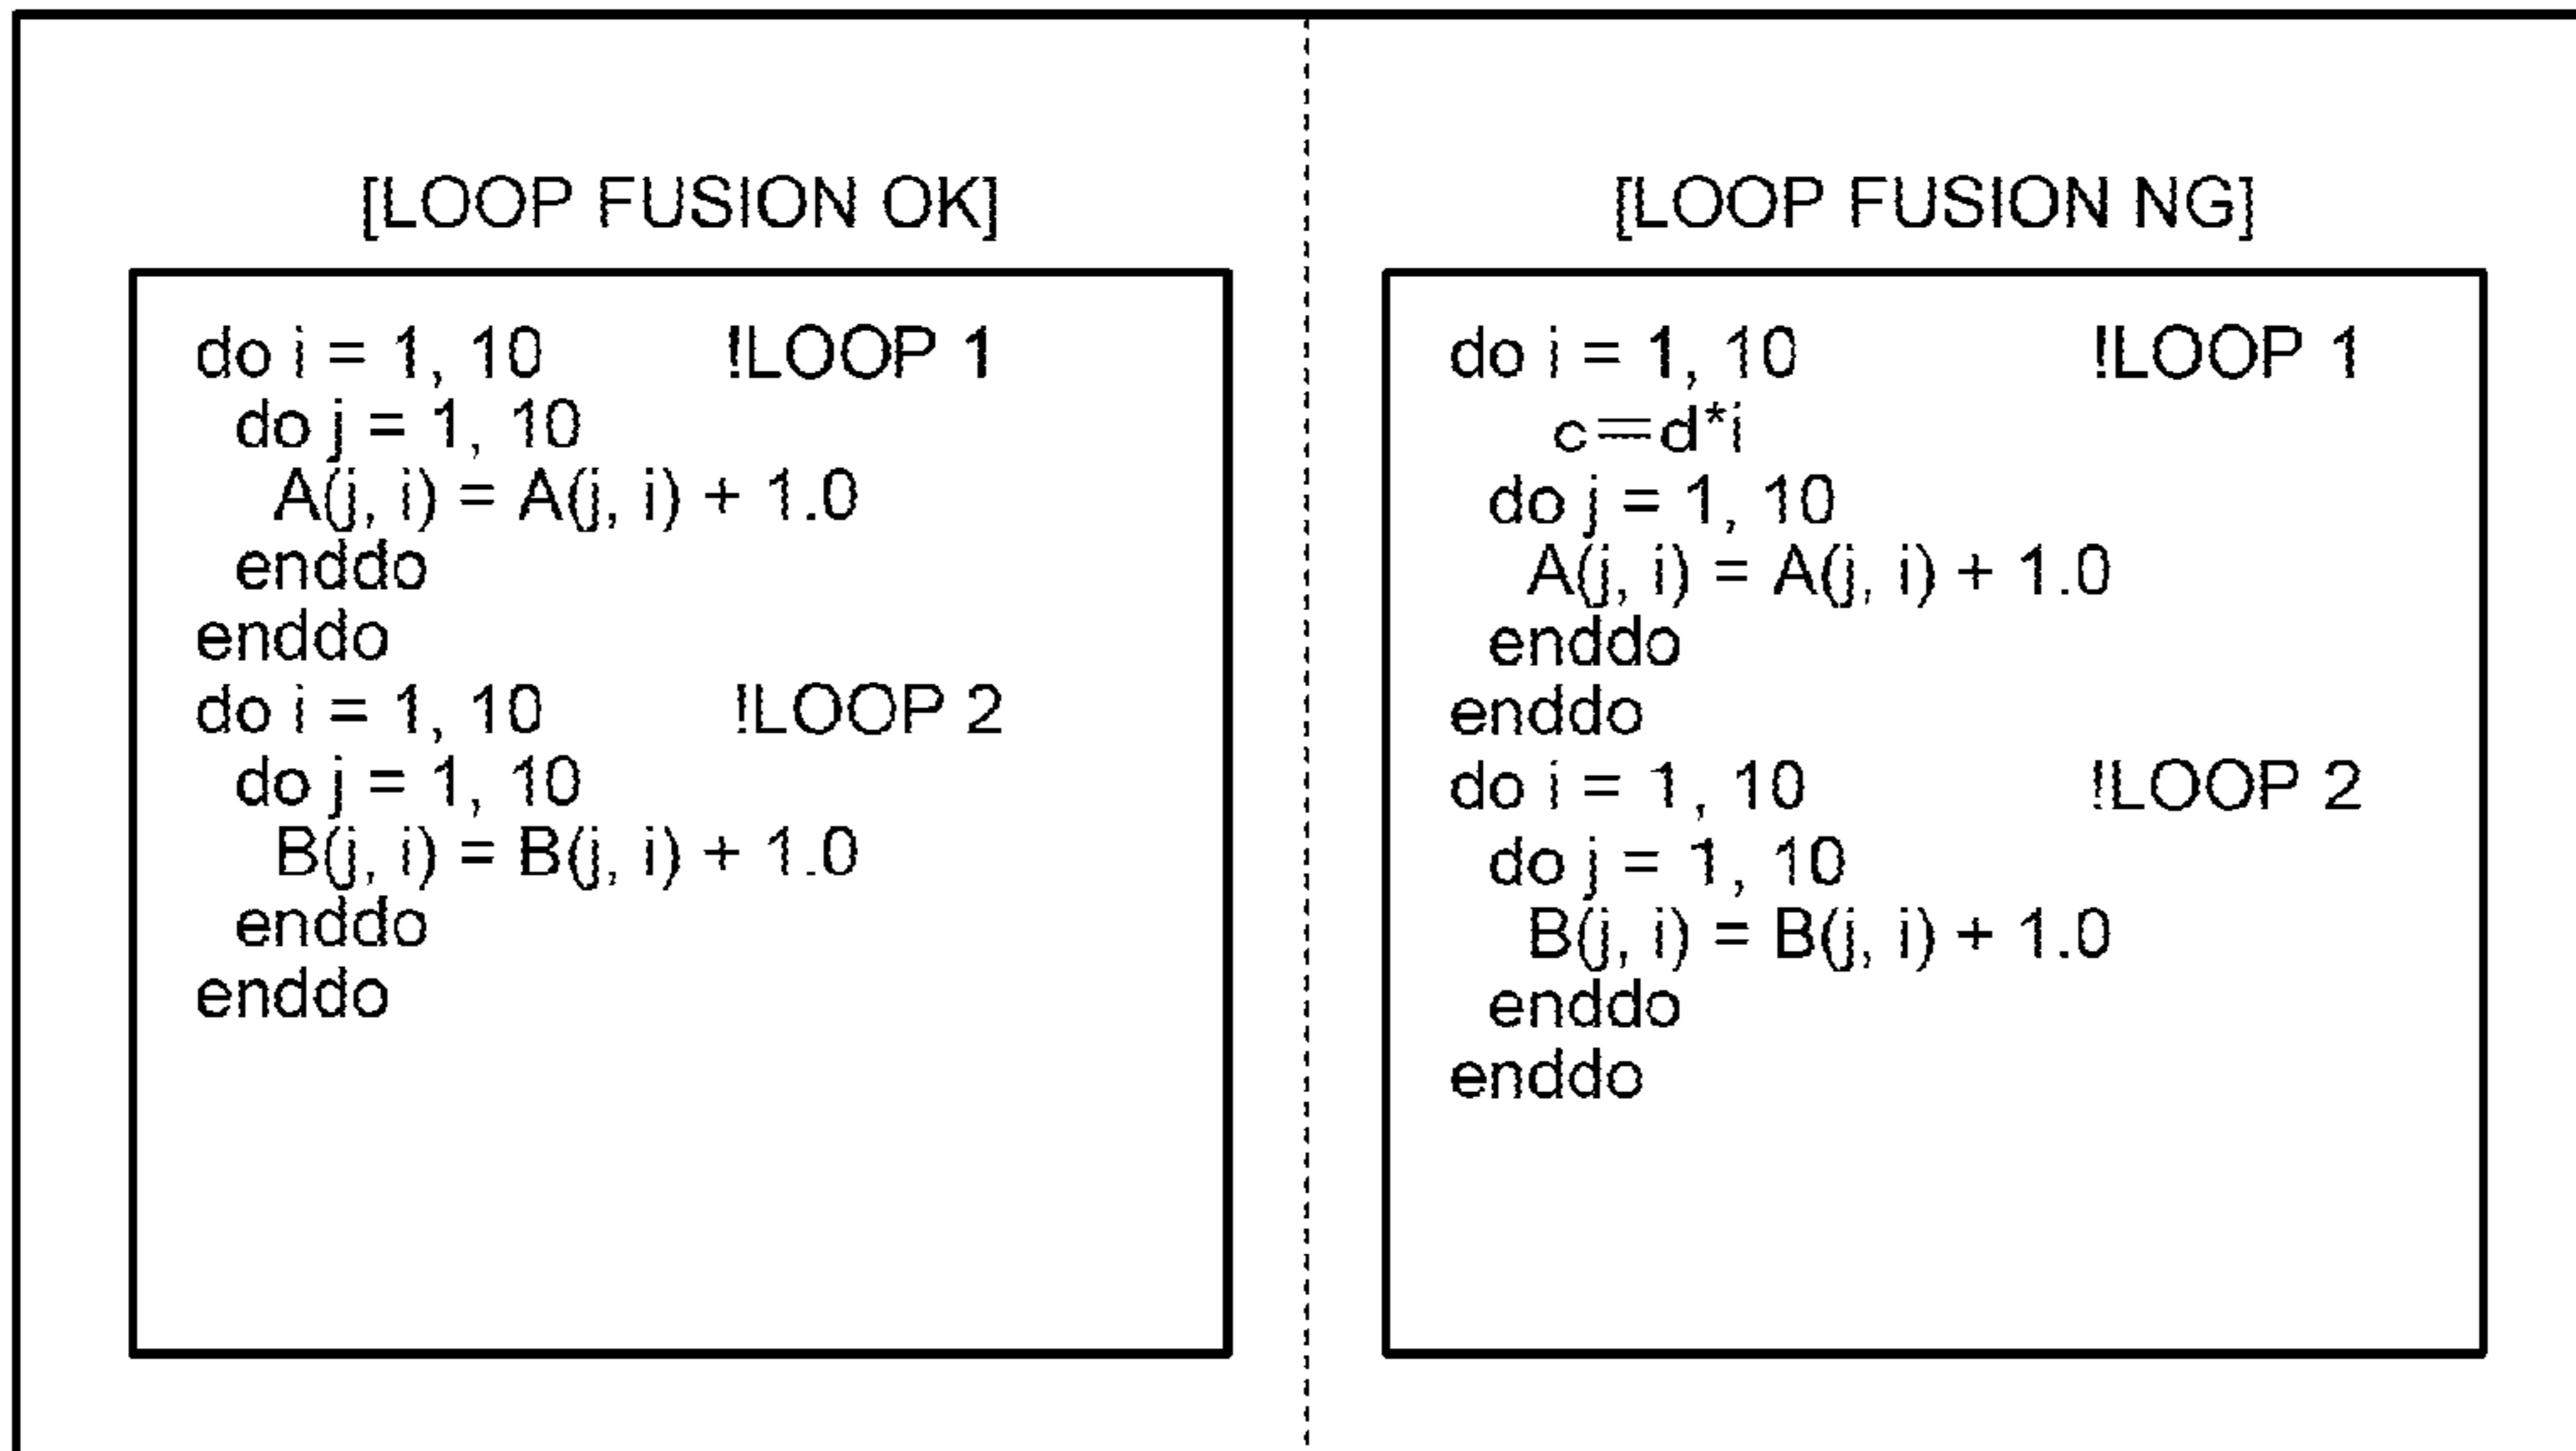 [LOOP FUSION OK]
do i = 1, 10 !LOOP 1
do j = 1, 10
A(j, i) = A(j, i) + 1.0
enddo
enddo
do i = 1, 10 !LOOP 2
do j = 1, 10
B(j, i) = B(j, i) + 1.0
enddo
enddo
[LOOP FUSION NG]
do i = 1, 10 !LOOP 1
c=d*i
do j = 1, 10
A(j, i) = A(j, i) + 1.0
enddo
enddo
do i = 1, 10 !LOOP 2
do j = 1, 10
B(j, i) = B(j, i) + 1.0
enddo
enddo